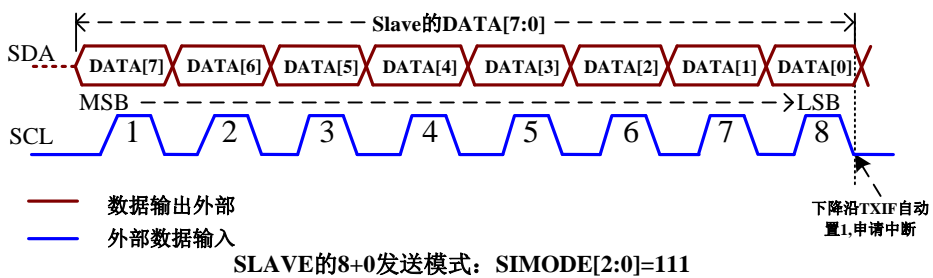 Slave的DATA[7:0]
SDA
DATA[7] DATA[6] DATA[5] DATA[4] DATA[3] DATA[2] DATA[1] DATA[0]
MSB LSB
SCL
1 2 3 4 5 6 7 8
下降沿TXIF自动
置1,申请中断
数据输出外部
外部数据输入
SLAVE的8+0发送模式：SIMODE[2:0]=111